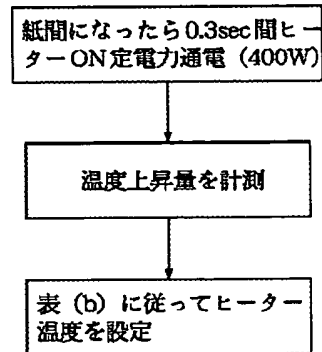 紙間になったら0.3sec間ヒー
ターON定電力通電（400W）
温度上昇量を計測
表（b）に従ってヒーター
温度を設定